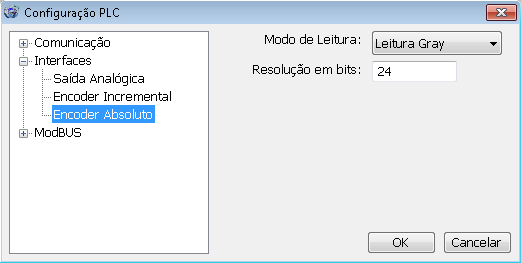 Configuração PLC
Comunicação
Interfaces
Saída Analógica
Encoder Incremental
Encoder Absoluto
ModBUS
Modo de Leitura: Leitura Gray
Resolução em bits: 24
OK Cancelar